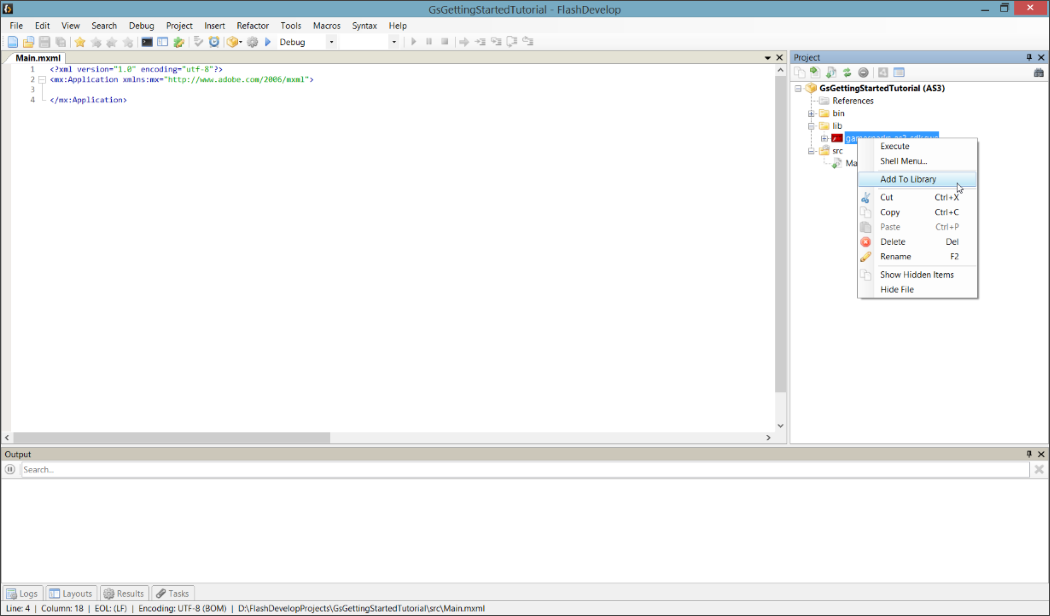 GsGettingStartedTutorial - FlashDevelop
File Edit View Search Debug Project Insert Refactor Tools Macros Syntax Help
Debug
Main.mxml
1 <?xml version="1.0" encoding="utf-8"?>
2 <mx:Application xmlns:mx="http://www.adobe.com/2006/mxml">
3
4 </mx:Application>
Project
GsGettingStartedTutorial (AS3)
References
bin
lib
src
Ma
Execute
Shell Menu...
Add To Library
Cut Ctrl+X
Copy Ctrl+C
Paste Ctrl+P
Delete Del
Rename F2
Show Hidden Items
Hide File
Output
Search...
Logs Layouts Results Tasks
Line: 4 | Column: 18 | EOL: (LF) | Encoding: UTF-8 (BOM) | D:\FlashDevelopProjects\GsGettingStartedTutorial\src\Main.mxml